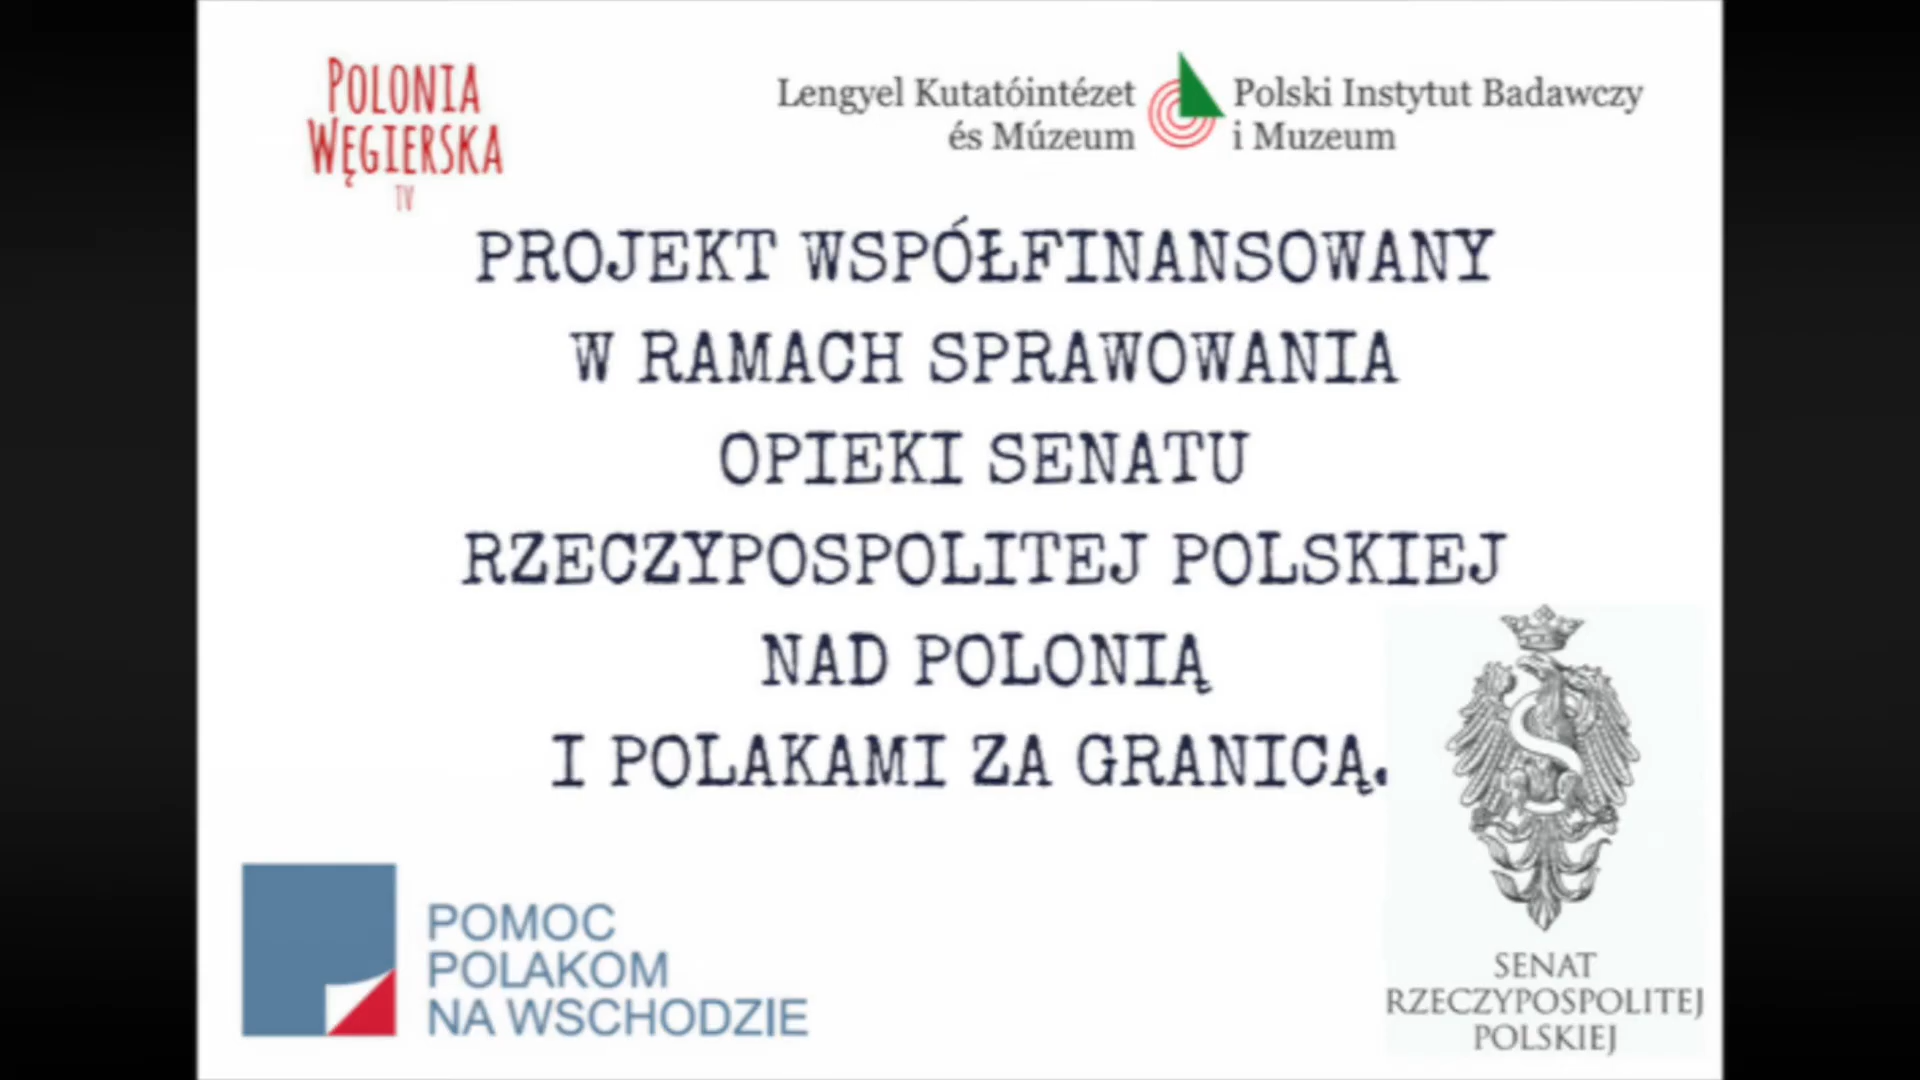 POLONIA
WĘGIERSKA
TV
Lengyel Kutatóintézet
és Múzeum
Polski Instytut Badawczy
i Muzeum
PROJEKT WSPÓŁFINANSOWANY
W RAMACH SPRAWOWANIA
OPIEKI SENATU
RZECZYPOSPOLITEJ POLSKIEJ
NAD POLONIĄ
I POLAKAMI ZA GRANICĄ.
POMOC
POLAKOM
NA WSCHODZIE
SENAT
RZECZYPOSPOLITEJ
POLSKIEJ